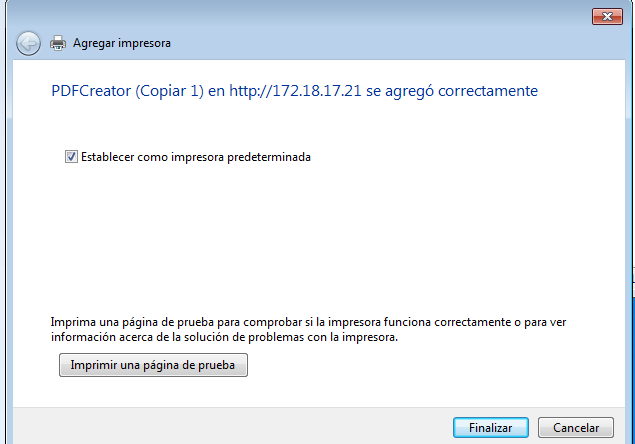 Agregar impresora
PDFCreator (Copiar 1) en http://172.18.17.21 se agregó correctamente
Establecer como impresora predeterminada
Imprima una página de prueba para comprobar si la impresora funciona correctamente o para ver
información acerca de la solución de problemas con la impresora.
Imprimir una página de prueba
Finalizar
Cancelar